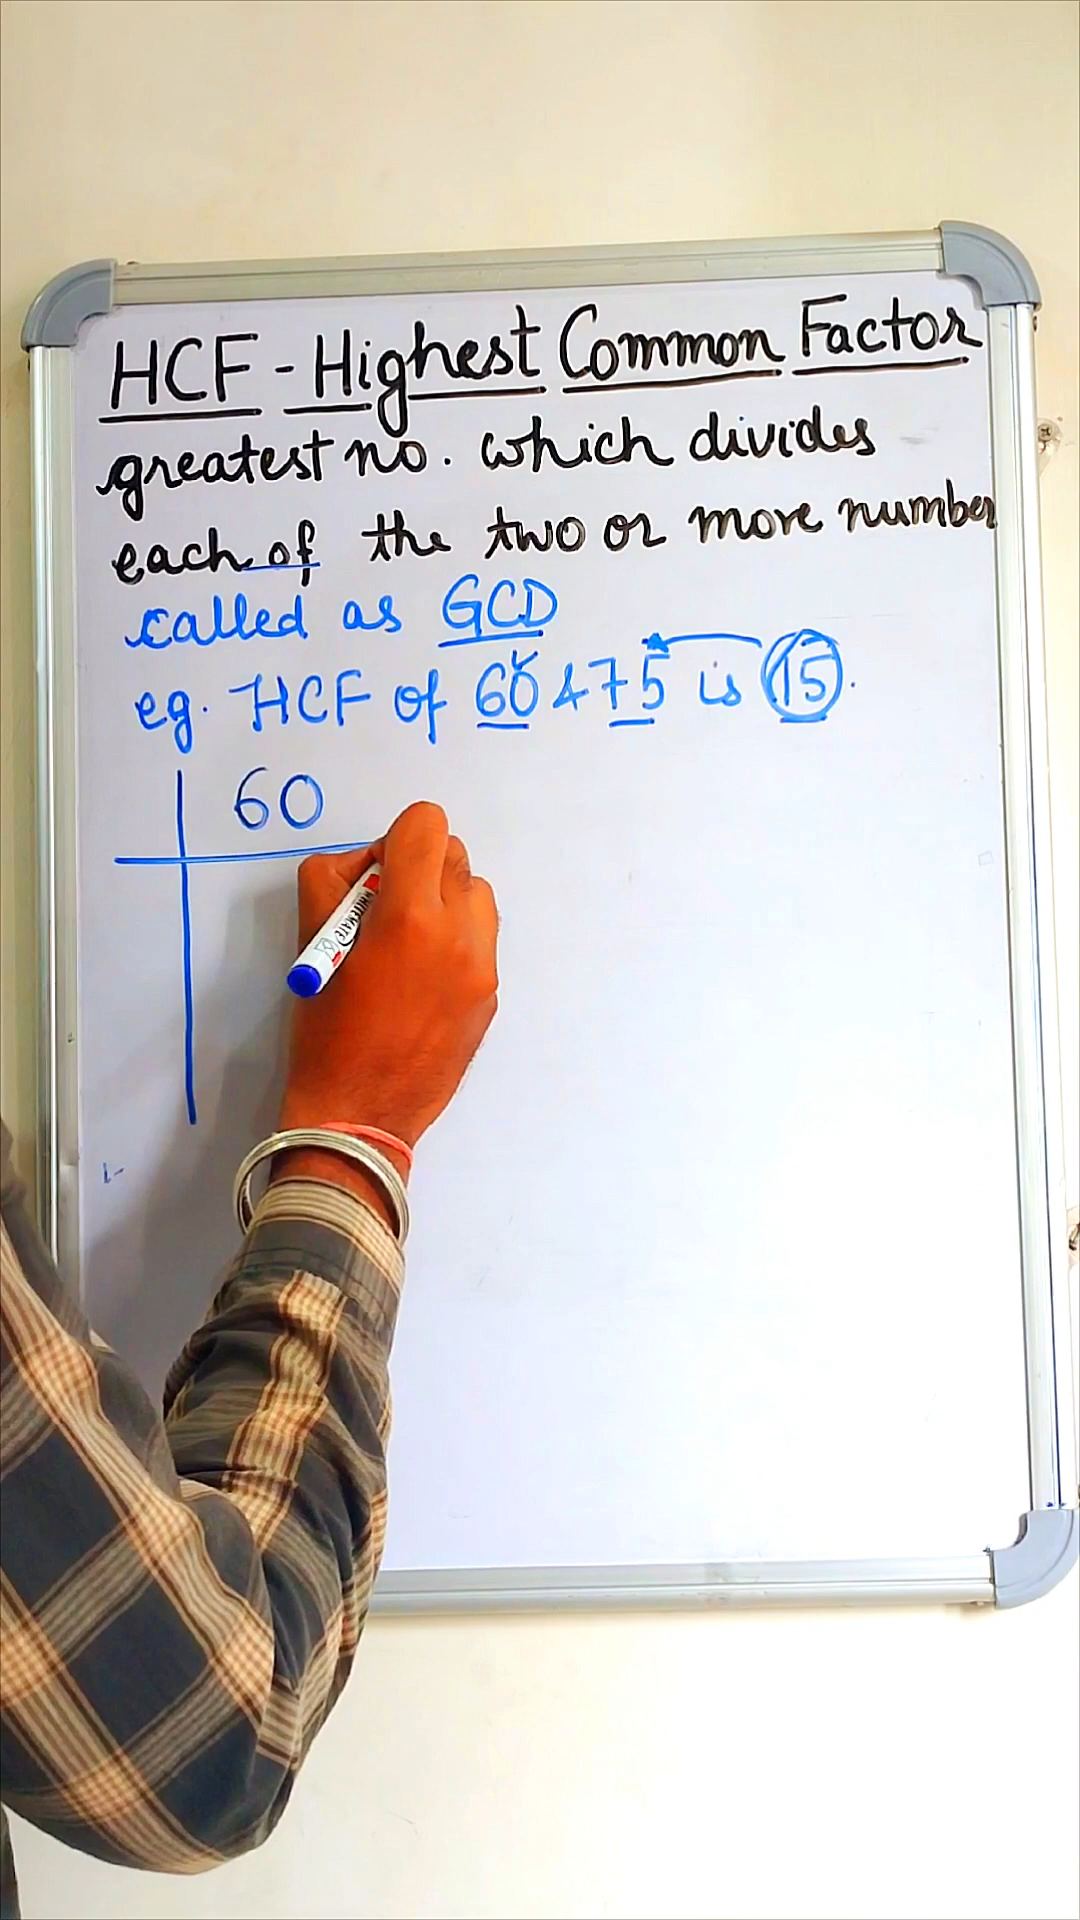 HCF - Highest Common Factor
greatest no. which divides
each of the two or more number
called as GCD
eg. HCF of 60 & 75 is 15.
60
WHITEMATE